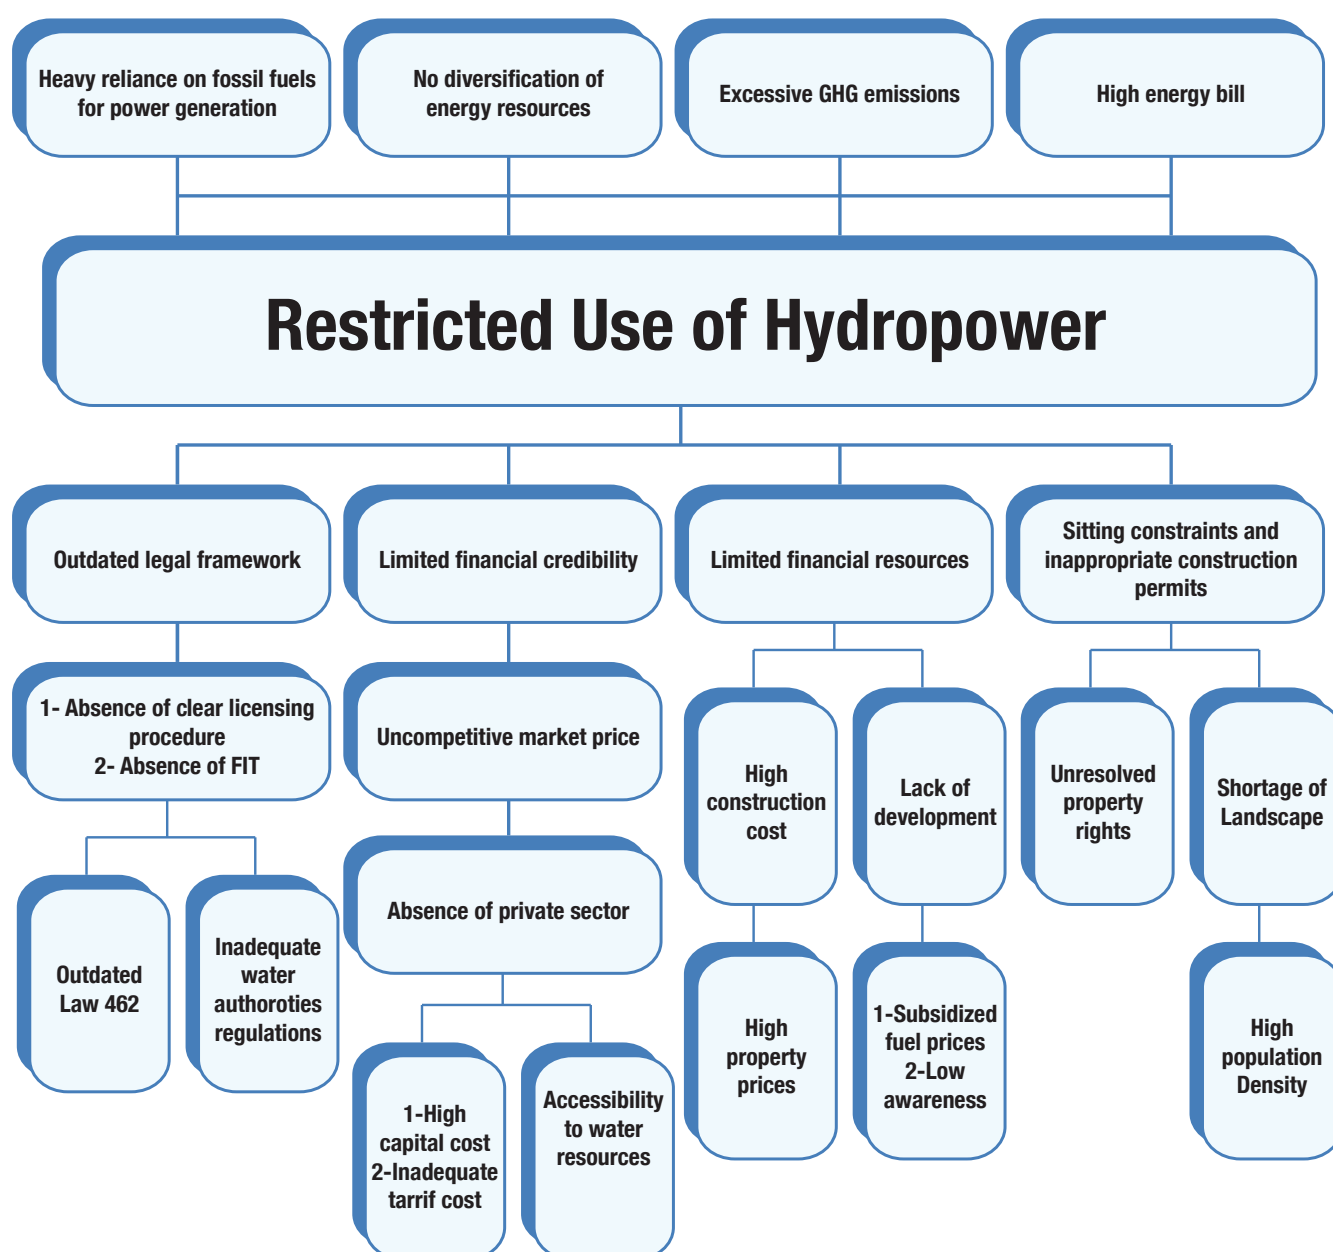 Heavy reliance on fossil fuels
for power generation
No diversification of
energy resources
Excessive GHG emissions
High energy bill
Restricted Use of Hydropower
Outdated legal framework
Limited financial credibility
Limited financial resources
Sitting constraints and
inappropriate construction
permits
1- Absence of clear licensing
procedure
2- Absence of FIT
Uncompetitive market price
High
construction
cost
Lack of
development
Unresolved
property
rights
Shortage of
Landscape
Outdated
Law 462
Inadequate
water
authoroties
regulations
Absence of private sector
High
property
prices
1-Subsidized
fuel prices
2-Low
awareness
High
population
Density
1-High
capital cost
2-Inadequate
tarrif cost
Accessibility
to water
resources